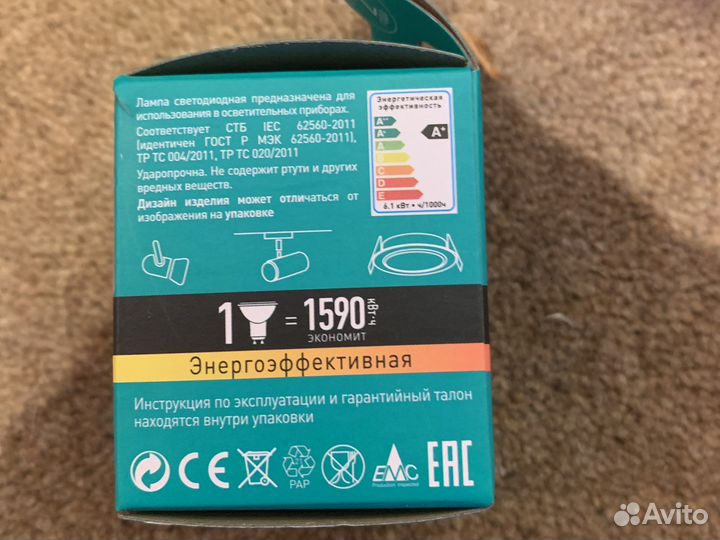 Лампа светодиодная предназначена для
использования в осветительных приборах.
Соответствует СТБ IEC 62560-2011
(идентичен ГОСТ Р МЭК 62560-2011),
ТР ТС 004/2011, ТР ТС 020/2011
Ударопрочна. Не содержит ртути и других
вредных веществ.
Дизайн изделия может отличаться от
изображения на упаковке
Энергетическая
эффективность
A++
A+
A
B
C
D
E
A+
6.1 кВт • ч/1000ч
1 = 1590 кВт·ч
ЭКОНОМИТ
Энергоэффективная
Инструкция по эксплуатации и гарантийный талон
находятся внутри упаковки
CE
PAP
EMC
Production Inspected
EAC
Avito